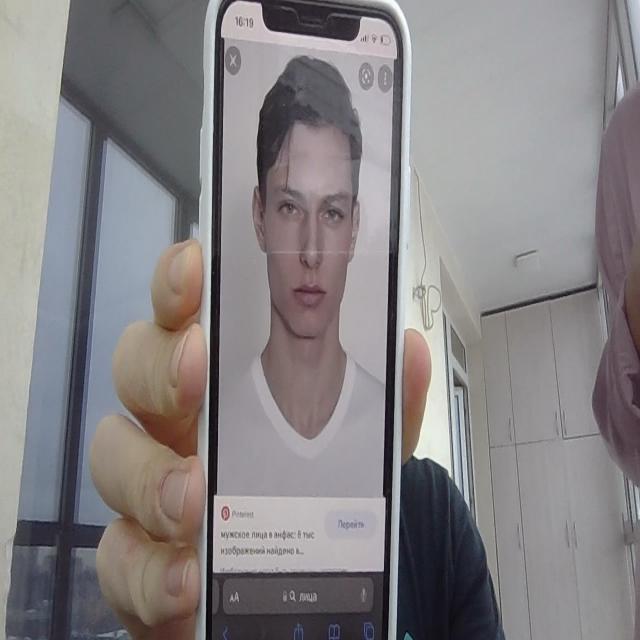 16:19
Pinterest
мужское лица в анфас: 8 тыс
изображений найдено в...
Перейти
АА
лица